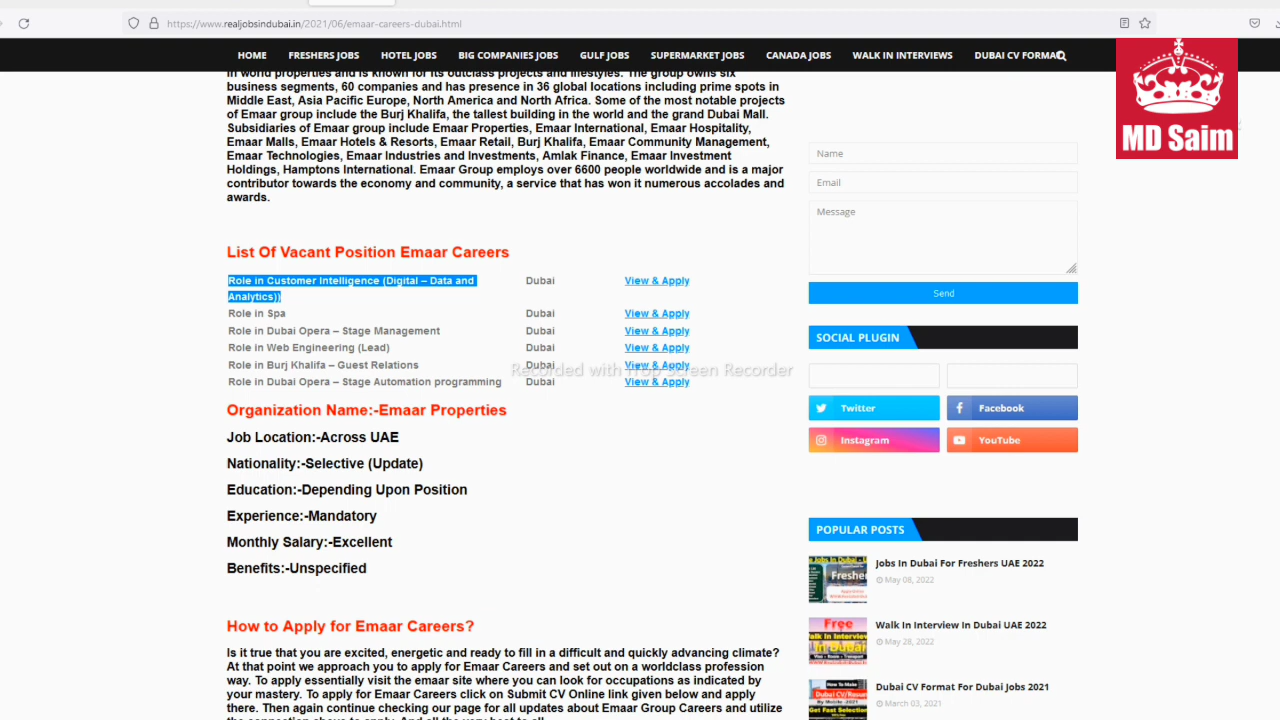 https://www.realjobsindubai.in/2021/06/emaar-careers-dubai.html
HOME FRESHERS JOBS HOTEL JOBS BIG COMPANIES JOBS GULF JOBS SUPERMARKET JOBS CANADA JOBS WALK IN INTERVIEWS DUBAI CV FORMAT
MD Saim
in world properties and is known for its outclass projects and lifestyles. The group owns six
business segments, 60 companies and has presence in 36 global locations including prime spots in
Middle East, Asia Pacific Europe, North America and North Africa. Some of the most notable projects
of Emaar group include the Burj Khalifa, the tallest building in the world and the grand Dubai Mall.
Subsidiaries of Emaar group include Emaar Properties, Emaar International, Emaar Hospitality,
Emaar Malls, Emaar Hotels & Resorts, Emaar Retail, Burj Khalifa, Emaar Community Management,
Emaar Technologies, Emaar Industries and Investments, Amlak Finance, Emaar Investment
Holdings, Hamptons International. Emaar Group employs over 6600 people worldwide and is a major
contributor towards the economy and community, a service that has won it numerous accolades and
awards.
List Of Vacant Position Emaar Careers
Role in Customer Intelligence (Digital – Data and Dubai View & Apply
Analytics))
Role in Spa Dubai View & Apply
Role in Dubai Opera – Stage Management Dubai View & Apply
Role in Web Engineering (Lead) Dubai View & Apply
Role in Burj Khalifa – Guest Relations Dubai View & Apply
Recorded with iTop Screen Recorder
Role in Dubai Opera – Stage Automation programming Dubai View & Apply
Organization Name:-Emaar Properties
Job Location:-Across UAE
Nationality:-Selective (Update)
Education:-Depending Upon Position
Experience:-Mandatory
Monthly Salary:-Excellent
Benefits:-Unspecified
How to Apply for Emaar Careers?
Is it true that you are excited, energetic and ready to fill in a difficult and quickly advancing climate?
At that point we approach you to apply for Emaar Careers and set out on a worldclass profession
way. To apply essentially visit the emaar site where you can look for occupations as indicated by
your mastery. To apply for Emaar Careers click on Submit CV Online link given below and apply
there. Then again continue checking our page for all updates about Emaar Group Careers and utilize
the connection above to apply. And all the very best to all
Name
Email
Message
Send
SOCIAL PLUGIN
Twitter Facebook
Instagram YouTube
POPULAR POSTS
Jobs In Dubai For Freshers UAE 2022
May 08, 2022
Walk In Interview In Dubai UAE 2022
May 28, 2022
Dubai CV Format For Dubai Jobs 2021
March 03, 2021